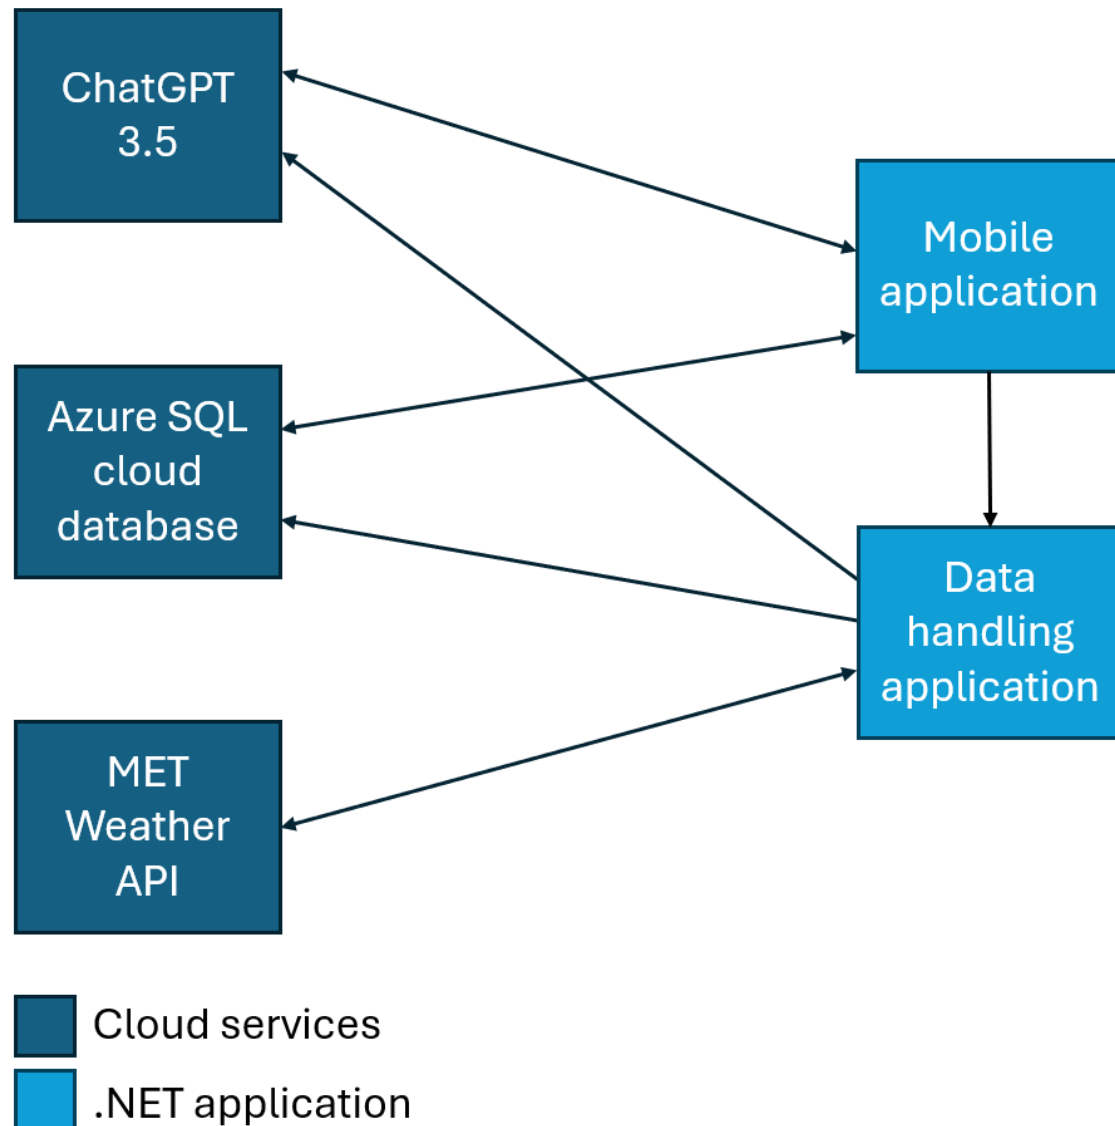 ChatGPT
3.5
Mobile
application
Azure SQL
cloud
database
Data
handling
application
MET
Weather
API
Cloud services
.NET application